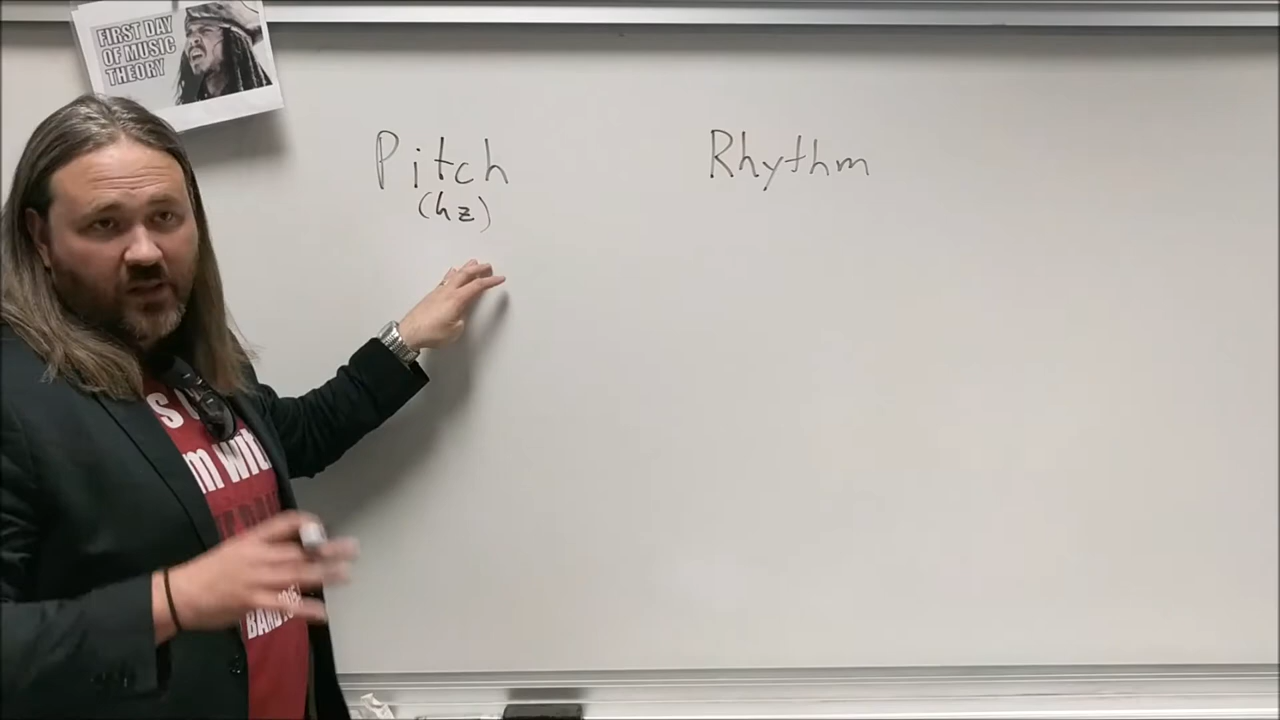 FIRST DAY
OF MUSIC
THEORY
Pitch
(hz)
Rhythm